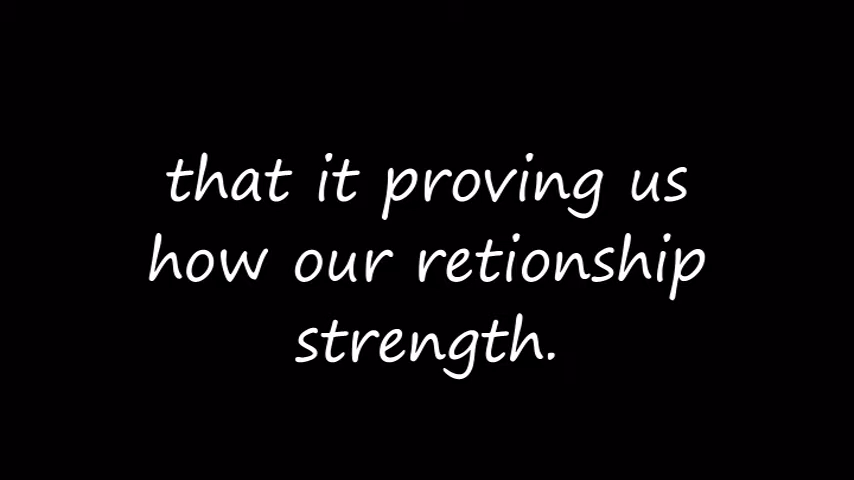 that it proving us
how our retionship
strength.